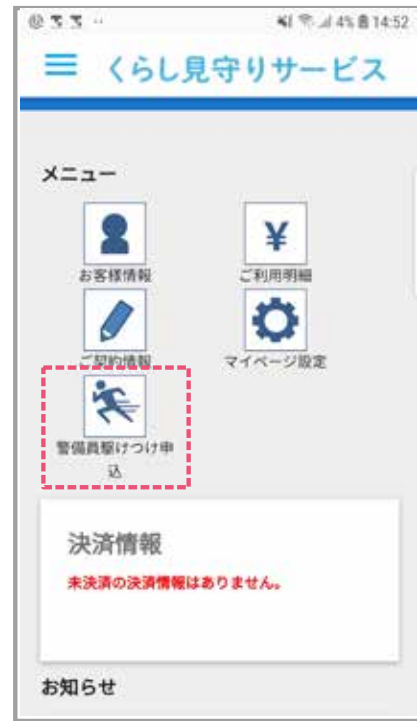 4% 14:52
くらし見守りサービス
メニュー
お客様情報
ご利用明細
ご契約情報
マイページ設定
¥
警備員駆けつけ申
込
決済情報
未決済の決済情報はありません。
お知らせ